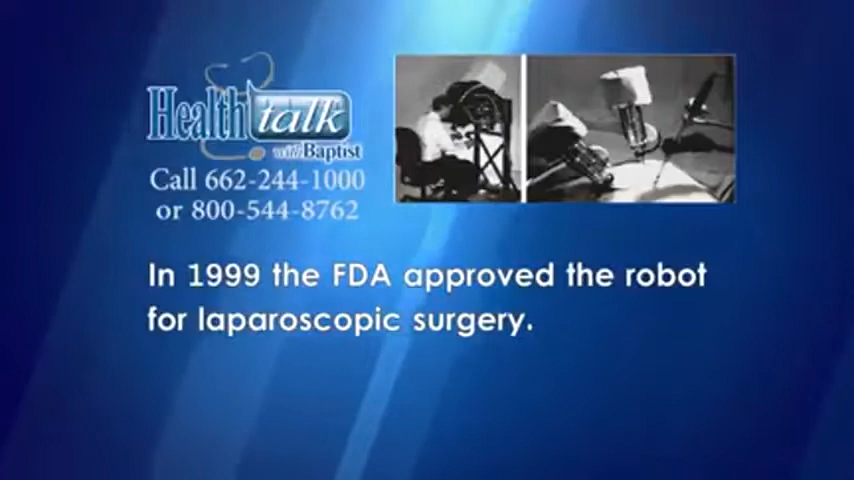 Health talk
with Baptist
Call 662-244-1000
or 800-544-8762
In 1999 the FDA approved the robot
for laparoscopic surgery.